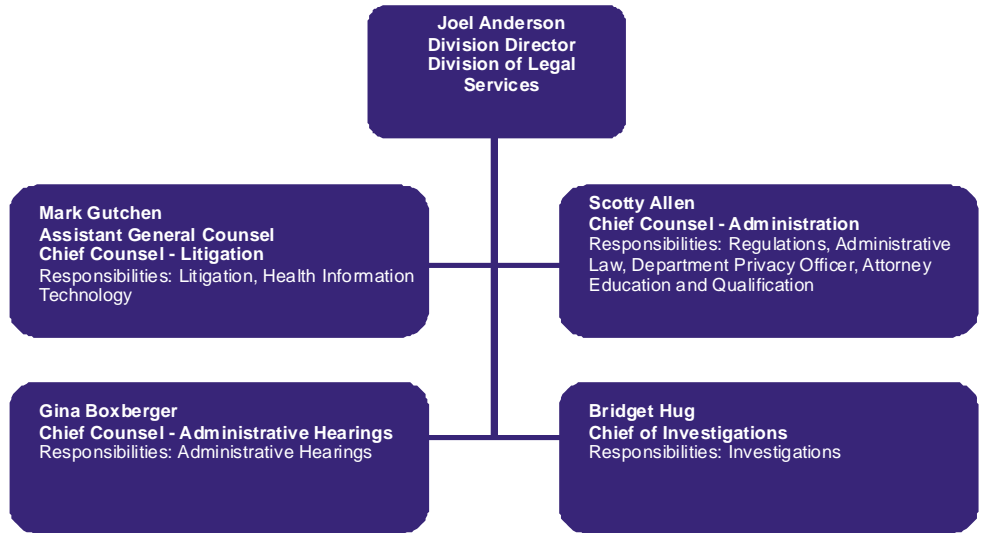 Joel Anderson
Division Director
Division of Legal
Services
Mark Gutchen
Assistant General Counsel
Chief Counsel - Litigation
Responsibilities: Litigation, Health Information
Technology
Scotty Allen
Chief Counsel - Administration
Responsibilities: Regulations, Administrative
Law, Department Privacy Officer, Attorney
Education and Qualification
Gina Boxberger
Chief Counsel - Administrative Hearings
Responsibilities: Administrative Hearings
Bridget Hug
Chief of Investigations
Responsibilities: Investigations